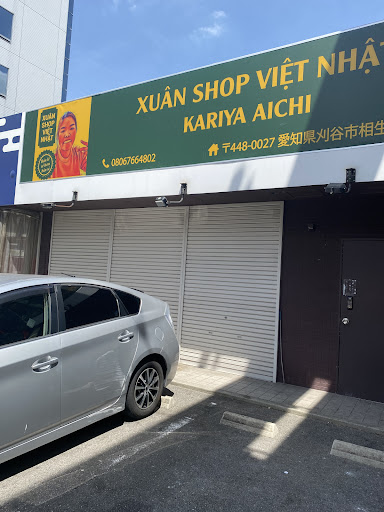 XUÂN SHOP VIỆT NHẬT
KARIYA AICHI
XUÂN
SHOP
VIỆT
NHẬT
08067664802
〒448-0027 愛知県刈谷市相生